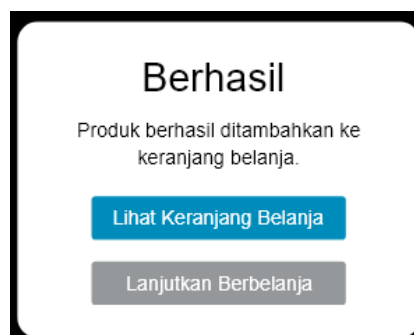 Berhasil
Produk berhasil ditambahkan ke
keranjang belanja.
Lihat Keranjang Belanja
Lanjutkan Berbelanja